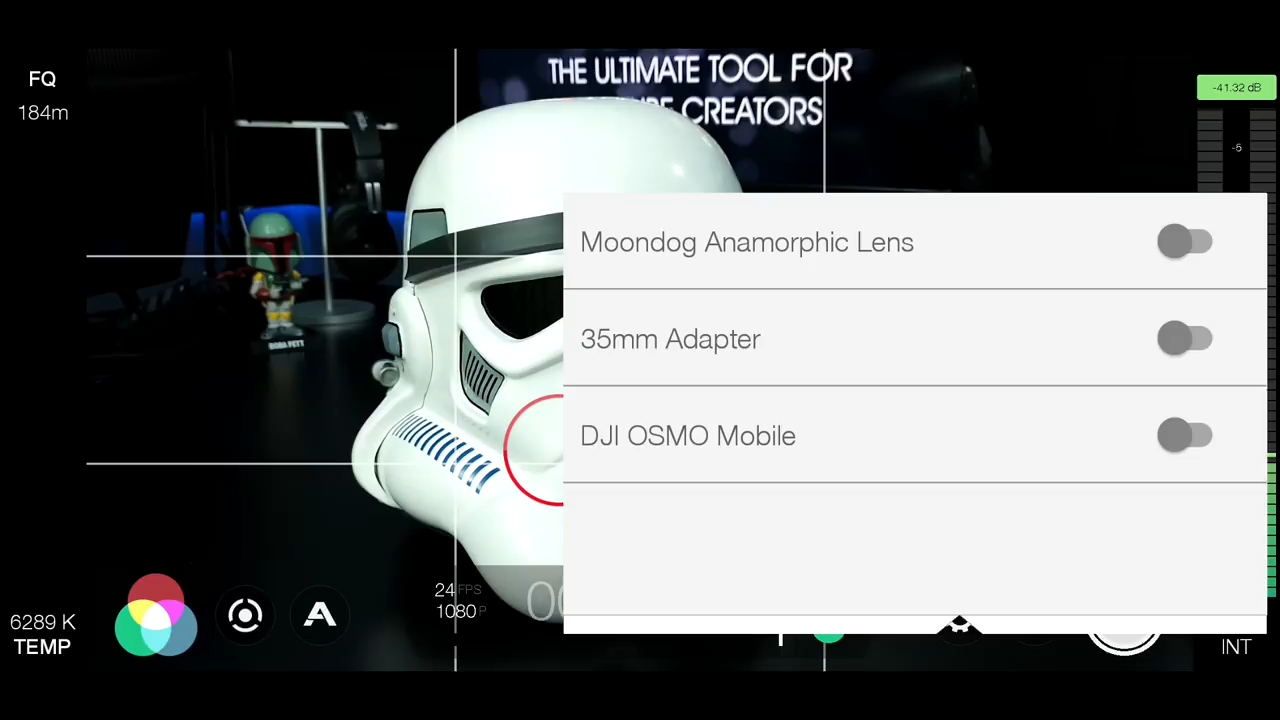 FQ
184m
THE ULTIMATE TOOL FOR
CREATORS
-41.32 dB
-5
Moondog Anamorphic Lens
35mm Adapter
DJI OSMO Mobile
BOBA FETT
24 FPS
1080P
6289 K
TEMP
A
INT